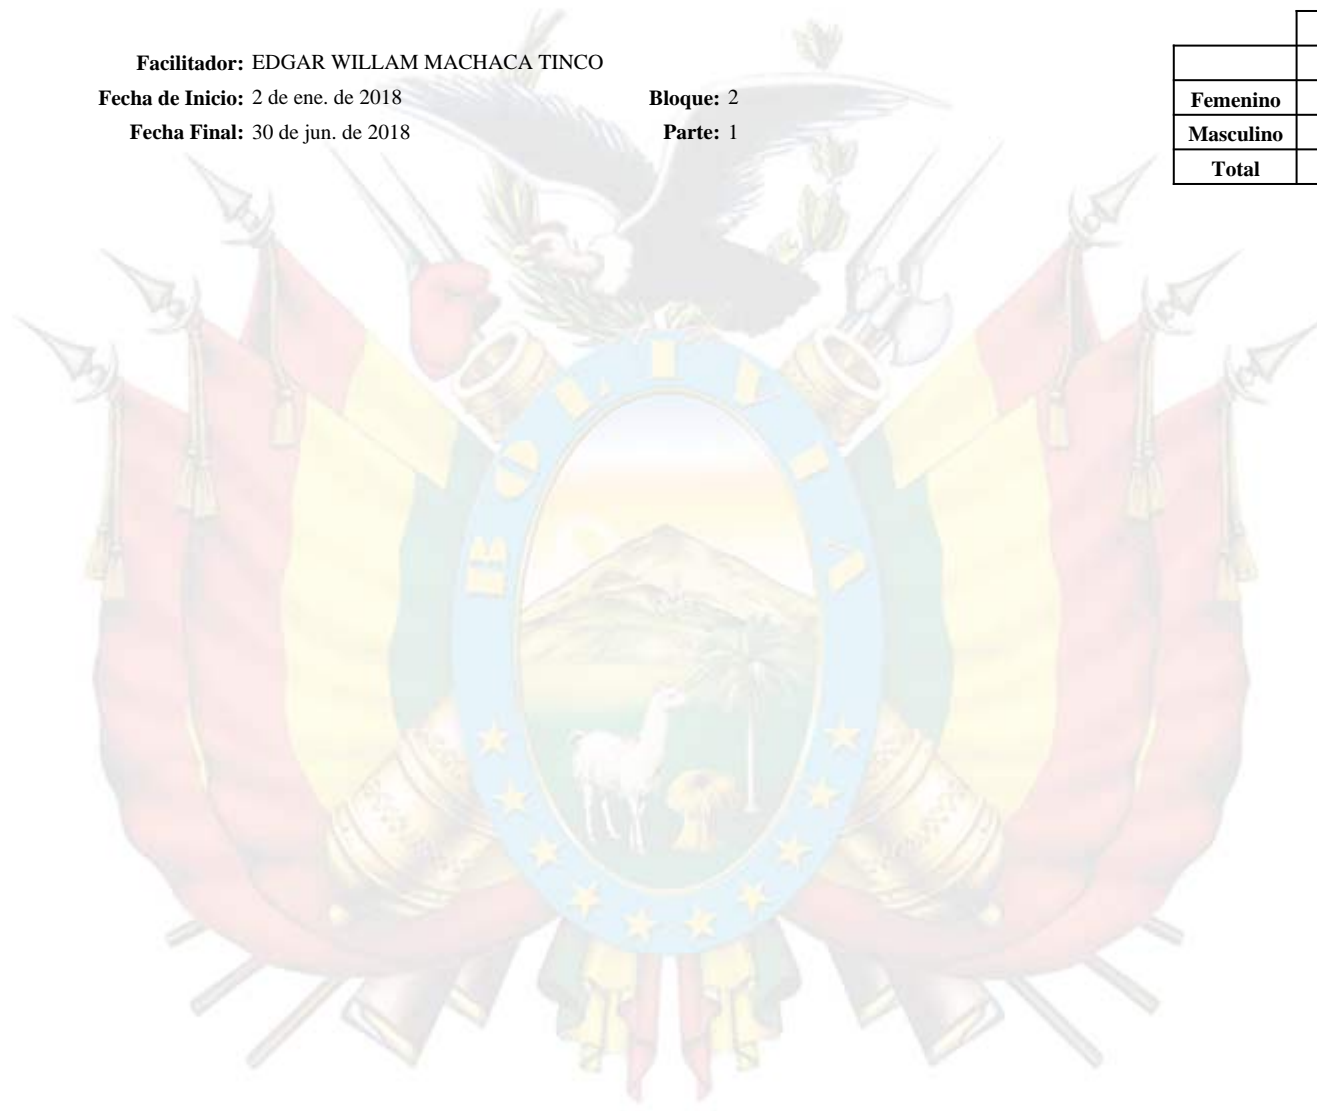 Facilitador: EDGAR WILLAM MACHACA TINCO
Fecha de Inicio: 2 de ene. de 2018 Bloque: 2
Fecha Final: 30 de jun. de 2018 Parte: 1
Femenino
Masculino
Total
BOLIVIA